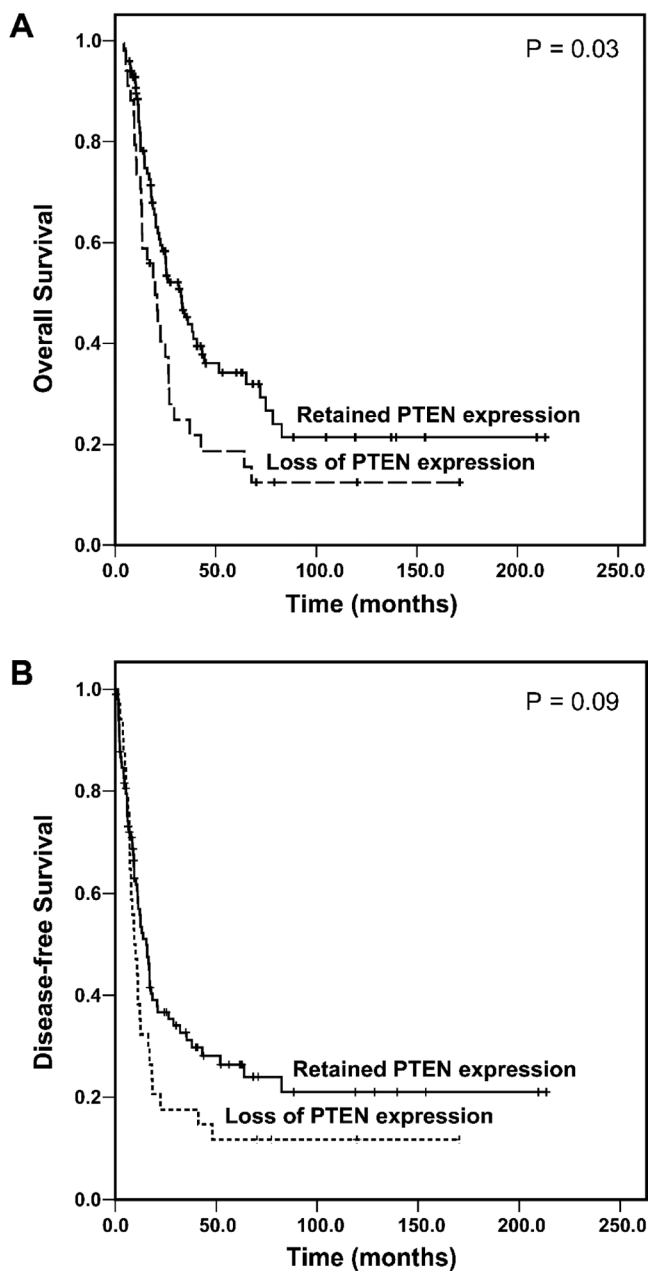 A
P = 0.03
1.0
0.8
0.6
0.4
0.2
0.0
Overall Survival
Retained PTEN expression
Loss of PTEN expression
0.0 50.0 100.0 150.0 200.0 250.0
Time (months)
B
P = 0.09
1.0
0.8
0.6
0.4
0.2
0.0
Disease-free Survival
Retained PTEN expression
Loss of PTEN expression
0.0 50.0 100.0 150.0 200.0 250.0
Time (months)